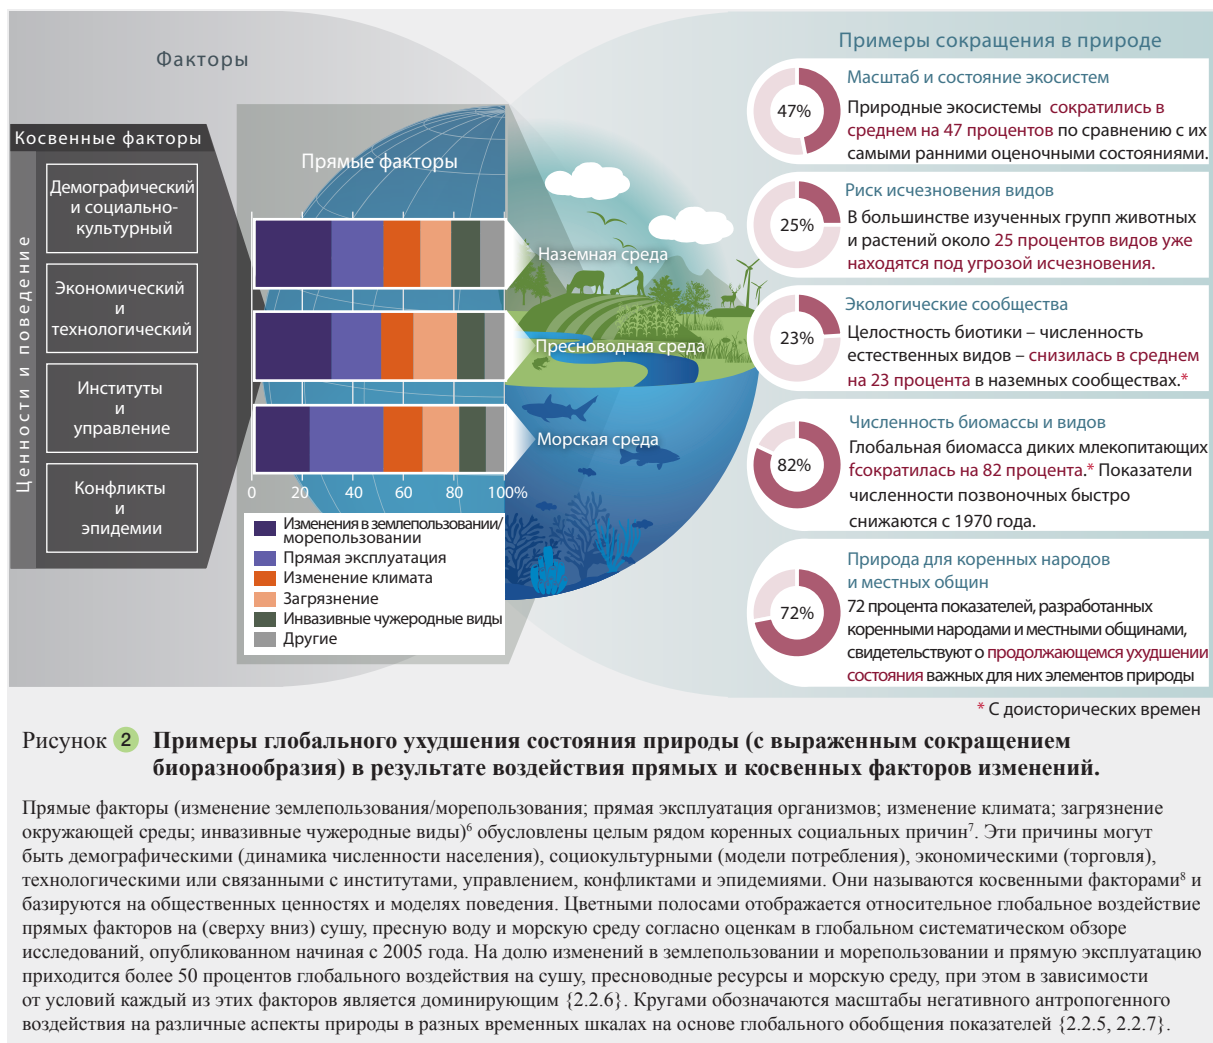 Факторы
Косвенные факторы
Ценности и поведение
Демографический
и социально-
культурный
Экономический
и
технологический
Институты
и
управление
Конфликты
и
эпидемии
Прямые факторы
Наземная среда
Пресноводная среда
Морская среда
0 20 40 60 80 100%
Изменения в землепользовании/
морепользовании
Прямая эксплуатация
Изменение климата
Загрязнение
Инвазивные чужеродные виды
Другие
Примеры сокращения в природе
47%
Масштаб и состояние экосистем
Природные экосистемы сократились в
среднем на 47 процентов по сравнению с их
самыми ранними оценочными состояниями.
25%
Риск исчезновения видов
В большинстве изученных групп животных
и растений около 25 процентов видов уже
находятся под угрозой исчезновения.
23%
Экологические сообщества
Целостность биотики – численность
естественных видов – снизилась в среднем
на 23 процента в наземных сообществах.*
82%
Численность биомассы и видов
Глобальная биомасса диких млекопитающих
fсократилась на 82 процента.* Показатели
численности позвоночных быстро
снижаются с 1970 года.
72%
Природа для коренных народов
и местных общин
72 процента показателей, разработанных
коренными народами и местными общинами,
свидетельствуют о продолжающемся ухудшении
состояния важных для них элементов природы
* С доисторических времен
Рисунок 2 Примеры глобального ухудшения состояния природы (с выраженным сокращением
биоразнообразия) в результате воздействия прямых и косвенных факторов изменений.
Прямые факторы (изменение землепользования/морепользования; прямая эксплуатация организмов; изменение климата; загрязнение
окружающей среды; инвазивные чужеродные виды)⁶ обусловлены целым рядом коренных социальных причин⁷. Эти причины могут
быть демографическими (динамика численности населения), социокультурными (модели потребления), экономическими (торговля),
технологическими или связанными с институтами, управлением, конфликтами и эпидемиями. Они называются косвенными факторами⁸ и
базируются на общественных ценностях и моделях поведения. Цветными полосами отображается относительное глобальное воздействие
прямых факторов на (сверху вниз) сушу, пресную воду и морскую среду согласно оценкам в глобальном систематическом обзоре
исследований, опубликованном начиная с 2005 года. На долю изменений в землепользовании и морепользовании и прямую эксплуатацию
приходится более 50 процентов глобального воздействия на сушу, пресноводные ресурсы и морскую среду, при этом в зависимости
от условий каждый из этих факторов является доминирующим {2.2.6}. Кругами обозначаются масштабы негативного антропогенного
воздействия на различные аспекты природы в разных временных шкалах на основе глобального обобщения показателей {2.2.5, 2.2.7}.